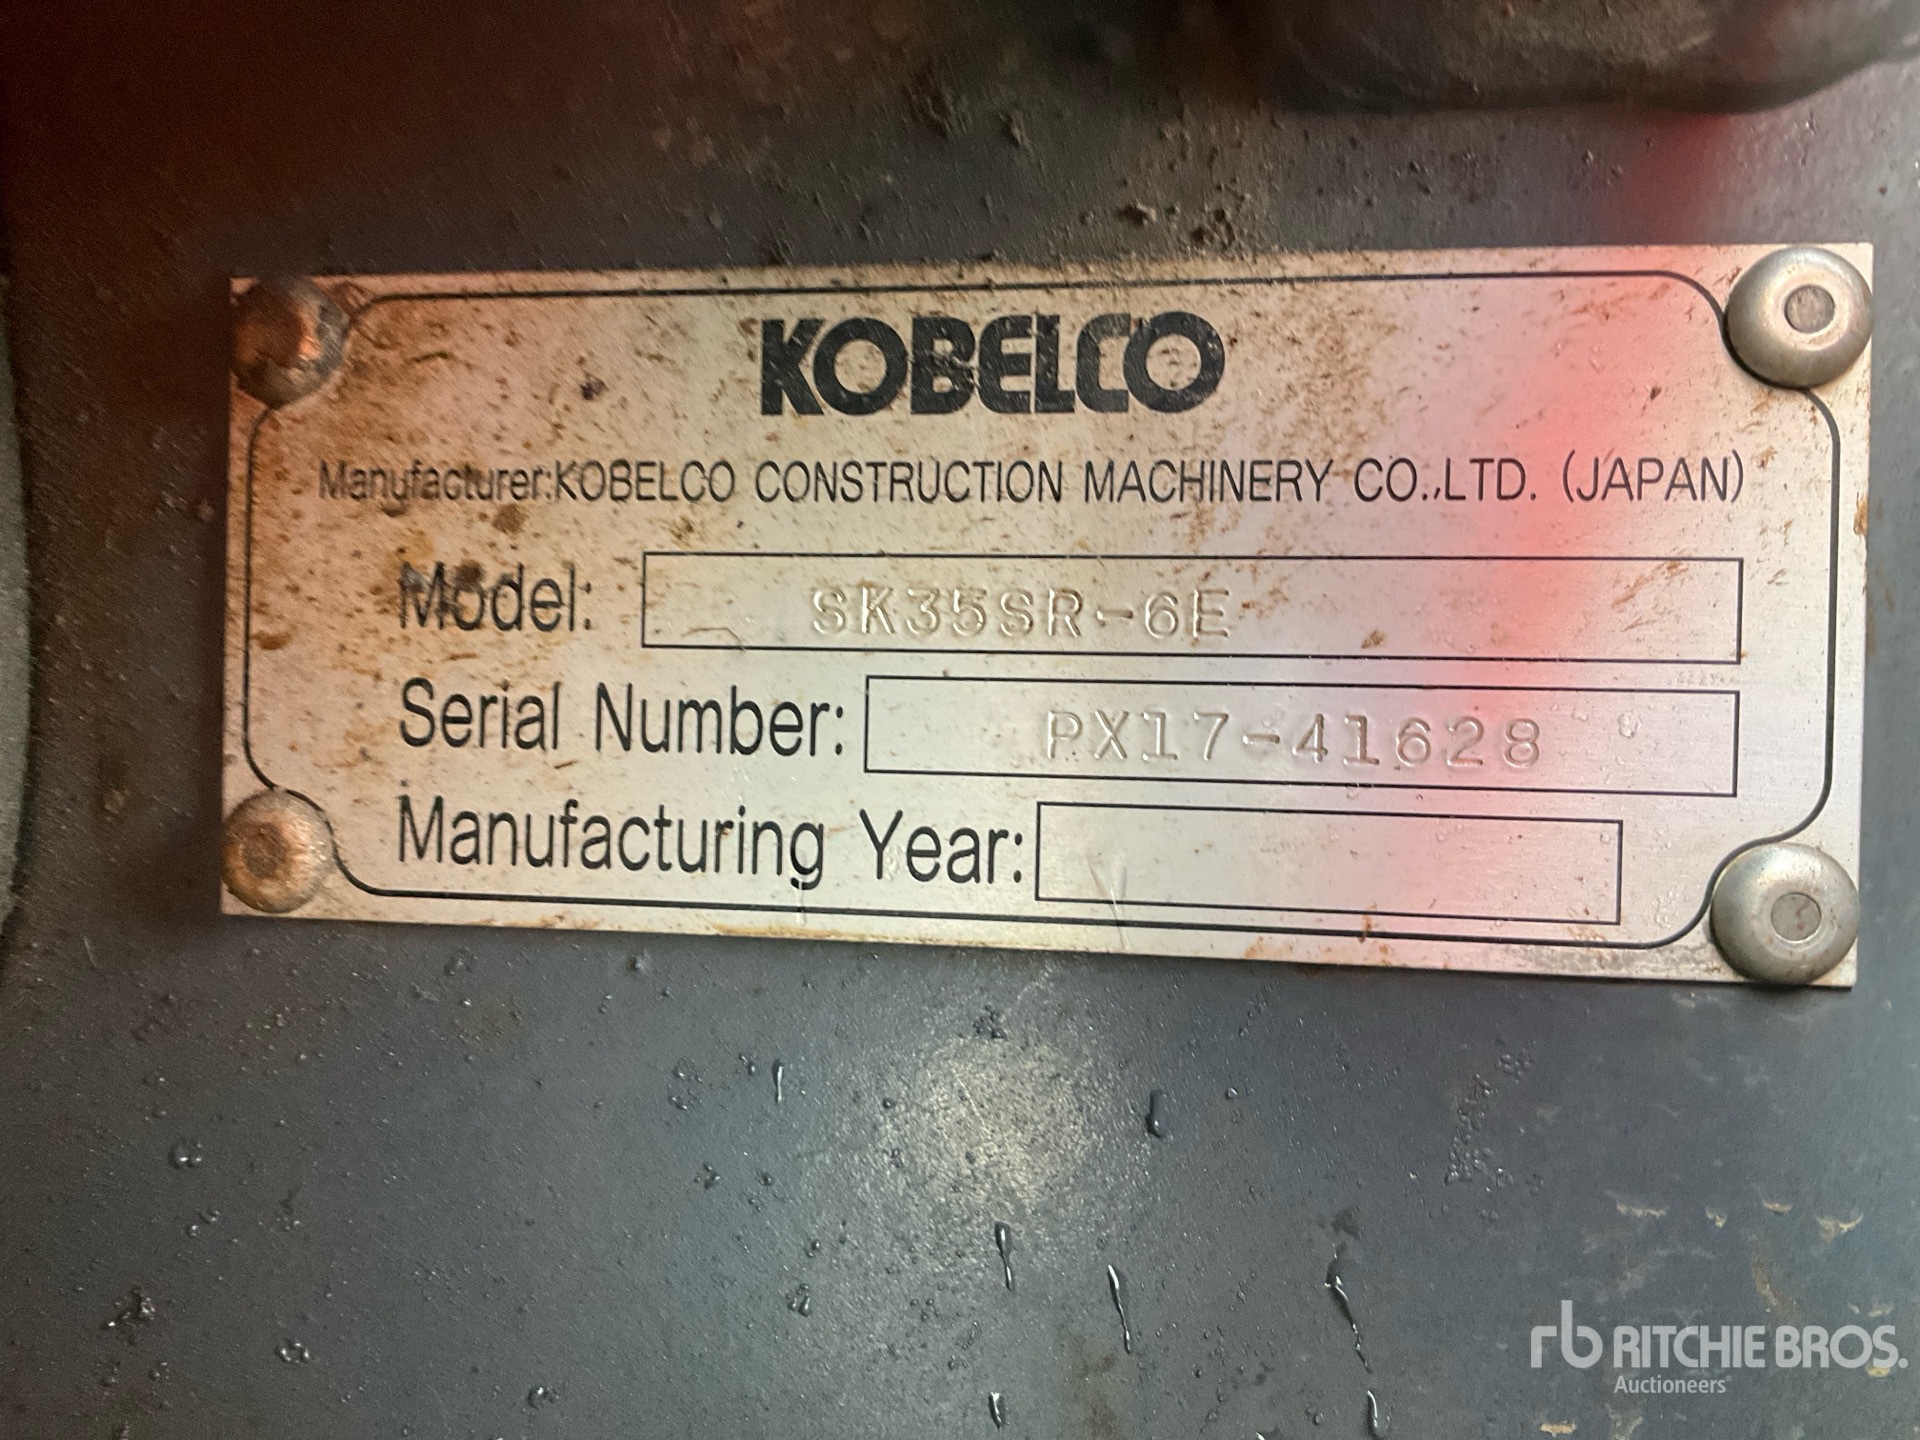 KOBELCO
Manufacturer:KOBELCO CONSTRUCTION MACHINERY CO.,LTD. (JAPAN)
Model: SK35SR-6E
Serial Number: PX17-41628
Manufacturing Year:
rb RITCHIE BROS.
Auctioneers